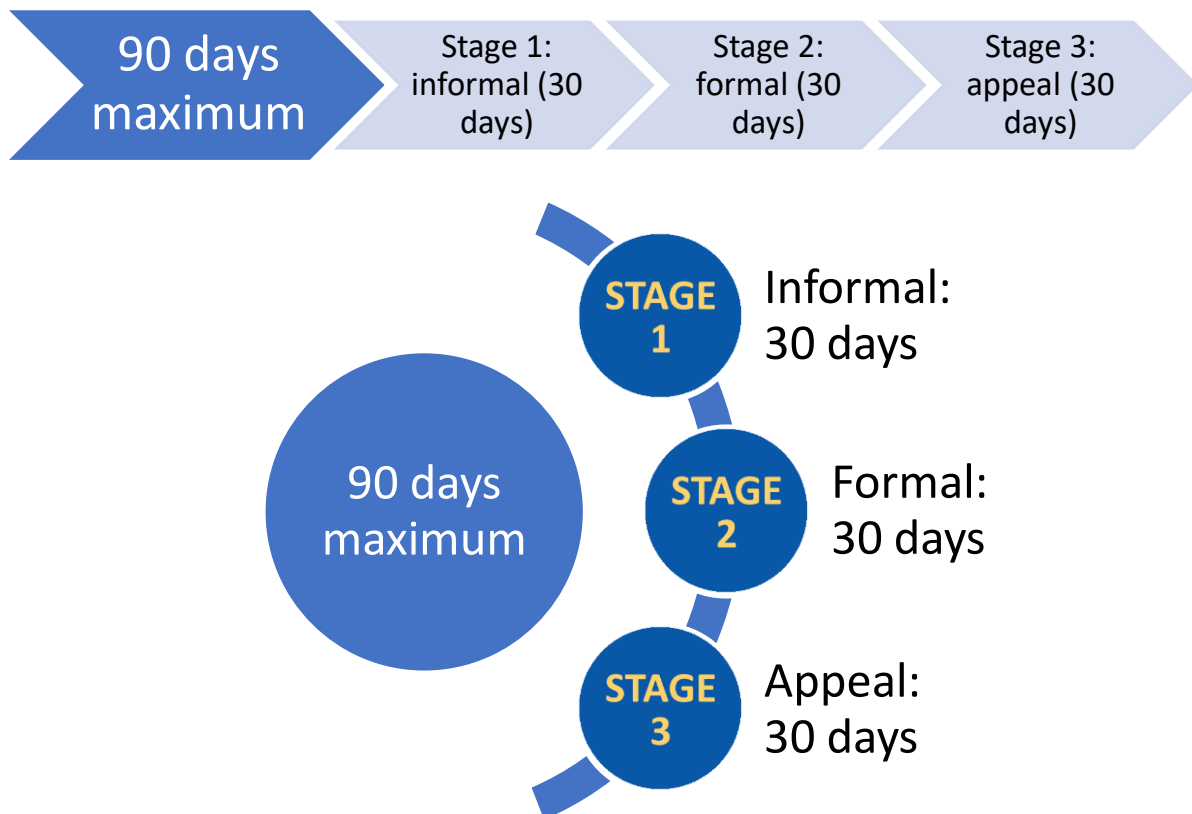 90 days
maximum
Stage 1:
informal (30
days)
Stage 2:
formal (30
days)
Stage 3:
appeal (30
days)
90 days
maximum
STAGE
1
Informal:
30 days
STAGE
2
Formal:
30 days
STAGE
3
Appeal:
30 days